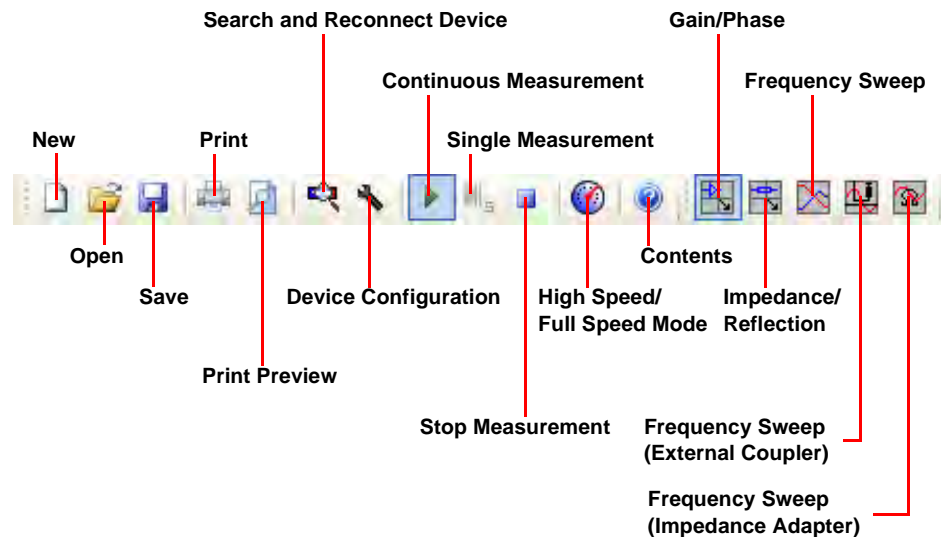 Search and Reconnect Device
Gain/Phase
Continuous Measurement
Frequency Sweep
New
Print
Single Measurement
S
Open
Contents
Save
Device Configuration
High Speed/
Full Speed Mode
Impedance/
Reflection
Print Preview
Stop Measurement
Frequency Sweep
(External Coupler)
Frequency Sweep
(Impedance Adapter)